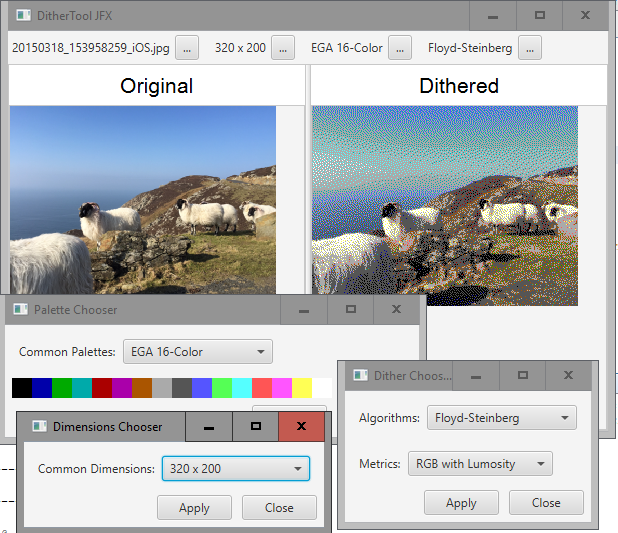 DitherTool JFX
20150318_153958259_iOS.jpg ... 320 x 200 ... EGA 16-Color ... Floyd-Steinberg ...
Original Dithered
Palette Chooser
Common Palettes: EGA 16-Color
Dither Choos...
Algorithms: Floyd-Steinberg
Metrics: RGB with Lumosity
Apply Close
Dimensions Chooser
Common Dimensions: 320 x 200
Apply Close